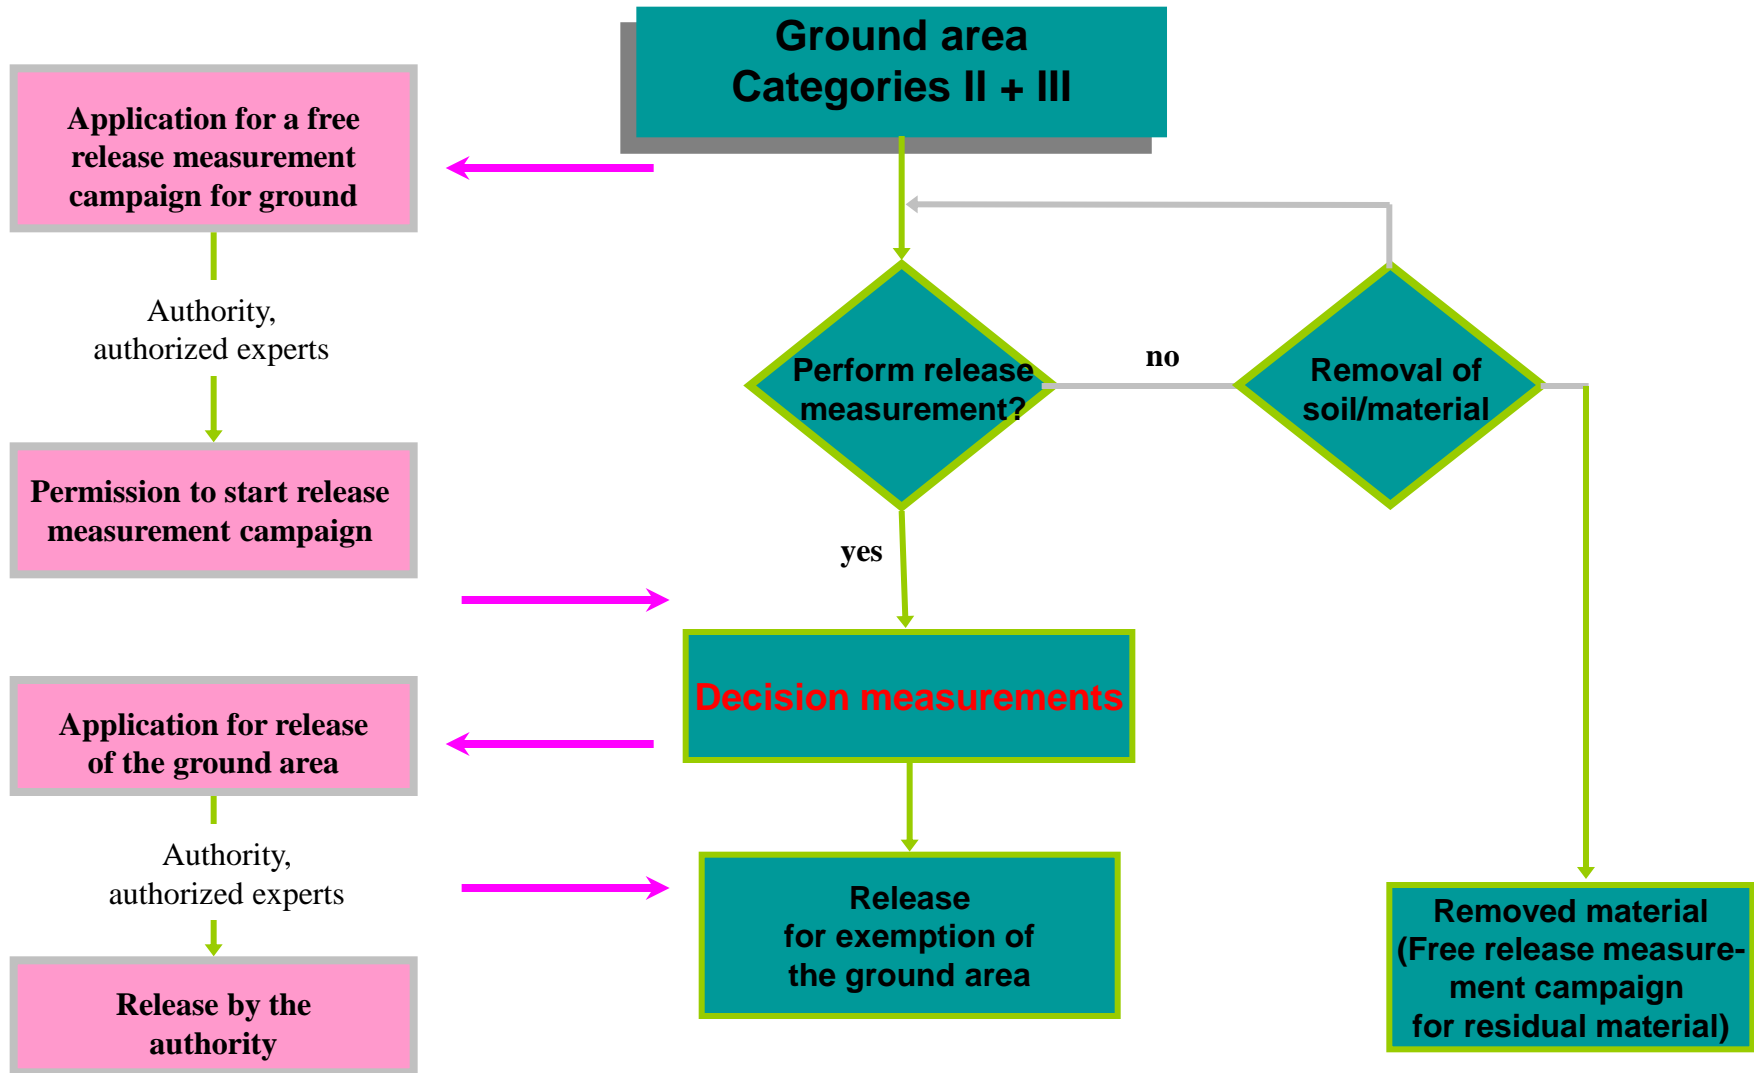 Ground area
Categories II + III
Application for a free
release measurement
campaign for ground
Authority,
authorized experts
Permission to start release
measurement campaign
Perform release
measurement?
no
Removal of
soil/material
yes
Decision measurements
Application for release
of the ground area
Authority,
authorized experts
Release by the
authority
Release
for exemption of
the ground area
Removed material
(Free release measure-
ment campaign
for residual material)